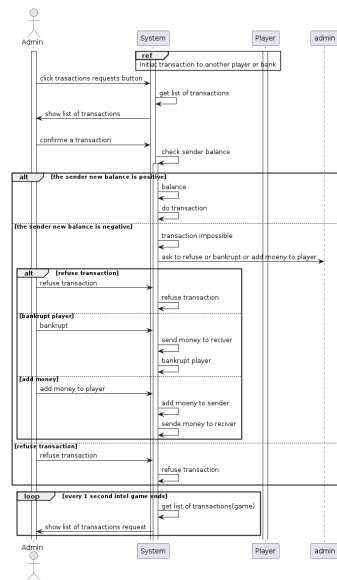 Admin
System
Player
admin
ref
initial transaction to another player or bank
click trasactions requests button
get list of transactions
show list of transactions
confirme a transaction
check sender balance
alt [the sender new balance is positive]
balance
do transaction
[the sender new balance is negative]
transaction impossible
ask to refuse or bankrupt or add moeny to player
alt [refuse transaction]
refuse transaction
refuse transaction
[bankrupt player]
bankrupt
send money to reciver
bankrupt player
[add money]
add money to player
add moeny to sender
sende money to reciver
[refuse transaction]
refuse transaction
refuse transaction
loop [every 1 second intel game ends]
get list of transactions(game)
show list of transactions request
Admin
System
Player
admin